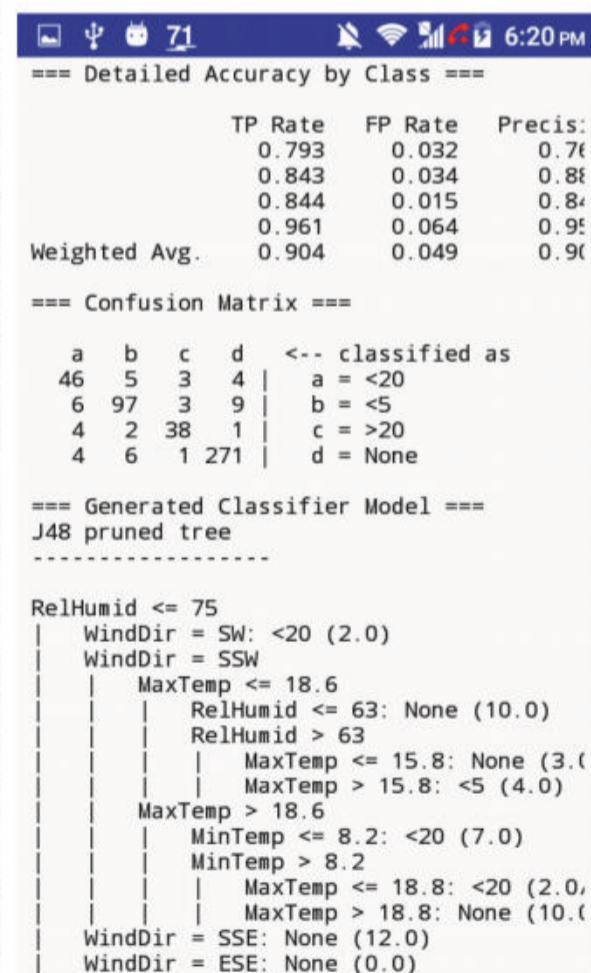 71 6:20 PM
=== Detailed Accuracy by Class ===
TP Rate FP Rate
0.793 0.032
0.843 0.034
0.844 0.015
0.961 0.064
Weighted Avg. 0.904 0.049
=== Confusion Matrix ===
a b c d <-- classified as
46 5 3 4 | a = <20
6 97 3 9 | b = <5
4 2 38 1 | c = >20
4 6 1 271 | d = None
=== Generated Classifier Model ===
J48 pruned tree
------------------
RelHumid <= 75
| WindDir = SW: <20 (2.0)
| WindDir = SSW
| | MaxTemp <= 18.6
| | | RelHumid <= 63: None (10.0)
| | | RelHumid > 63
| | | | MaxTemp <= 15.8: None
| | | | MaxTemp > 15.8: <5 (4.0)
| | MaxTemp > 18.6
| | | MinTemp <= 8.2: <20 (7.0)
| | | MinTemp > 8.2
| | | | MaxTemp <= 18.8: <20 (2.0/
| | | | MaxTemp > 18.8: None
| WindDir = SSE: None (12.0)
| WindDir = ESE: None (0.0)